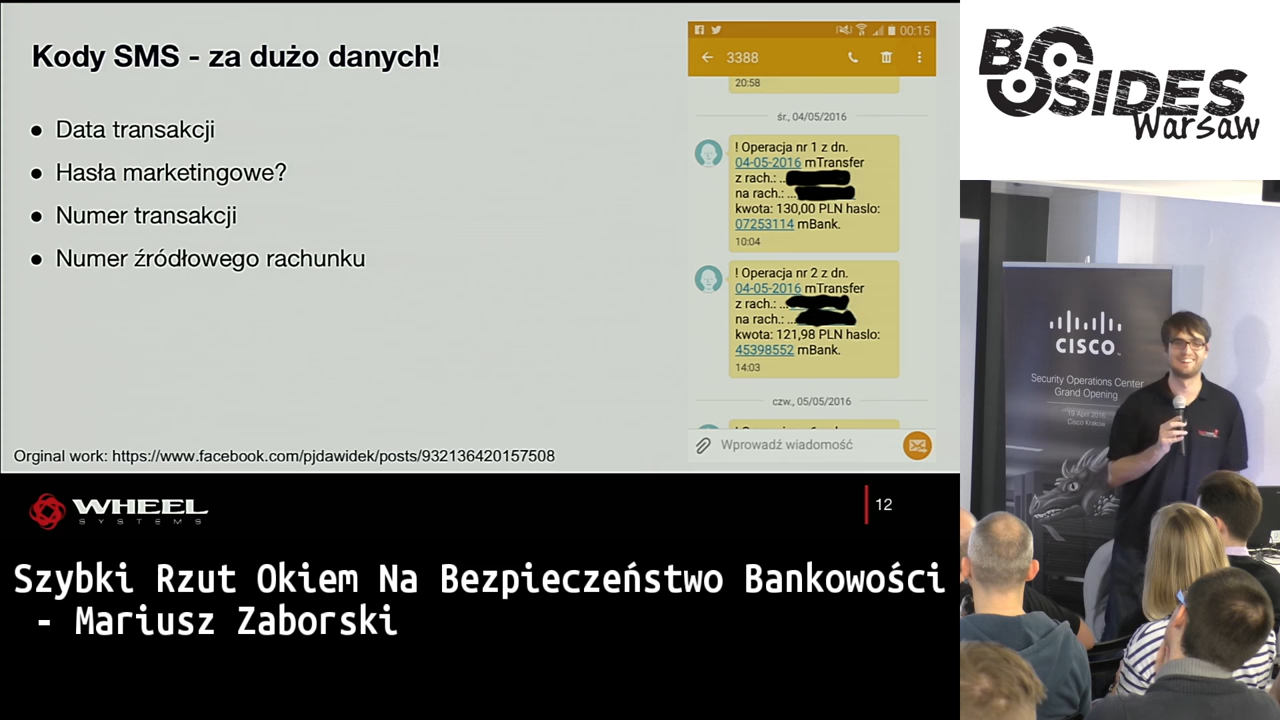 Kody SMS - za dużo danych!
● Data transakcji
● Hasła marketingowe?
● Numer transakcji
● Numer źródłowego rachunku
Orginal work: https://www.facebook.com/pjdawidek/posts/932136420157508
00:15
3388
20:58
śr., 04/05/2016
! Operacja nr 1 z dn.
04-05-2016 mTransfer
z rach.: ..
na rach.: ...
kwota: 130,00 PLN haslo:
07253114 mBank.
10:04
! Operacja nr 2 z dn.
04-05-2016 mTransfer
z rach.: ...
na rach.: ...
kwota: 121,98 PLN haslo:
45398552 mBank.
14:03
czw., 05/05/2016
Wprowadź wiadomość
WHEEL
SYSTEMS
12
Szybki Rzut Okiem Na Bezpieczeństwo Bankowości
- Mariusz Zaborski
BSIDES
Warsaw
CISCO
Security Operations Center
Grand Opening
19 April 2016
Cisco Kraków